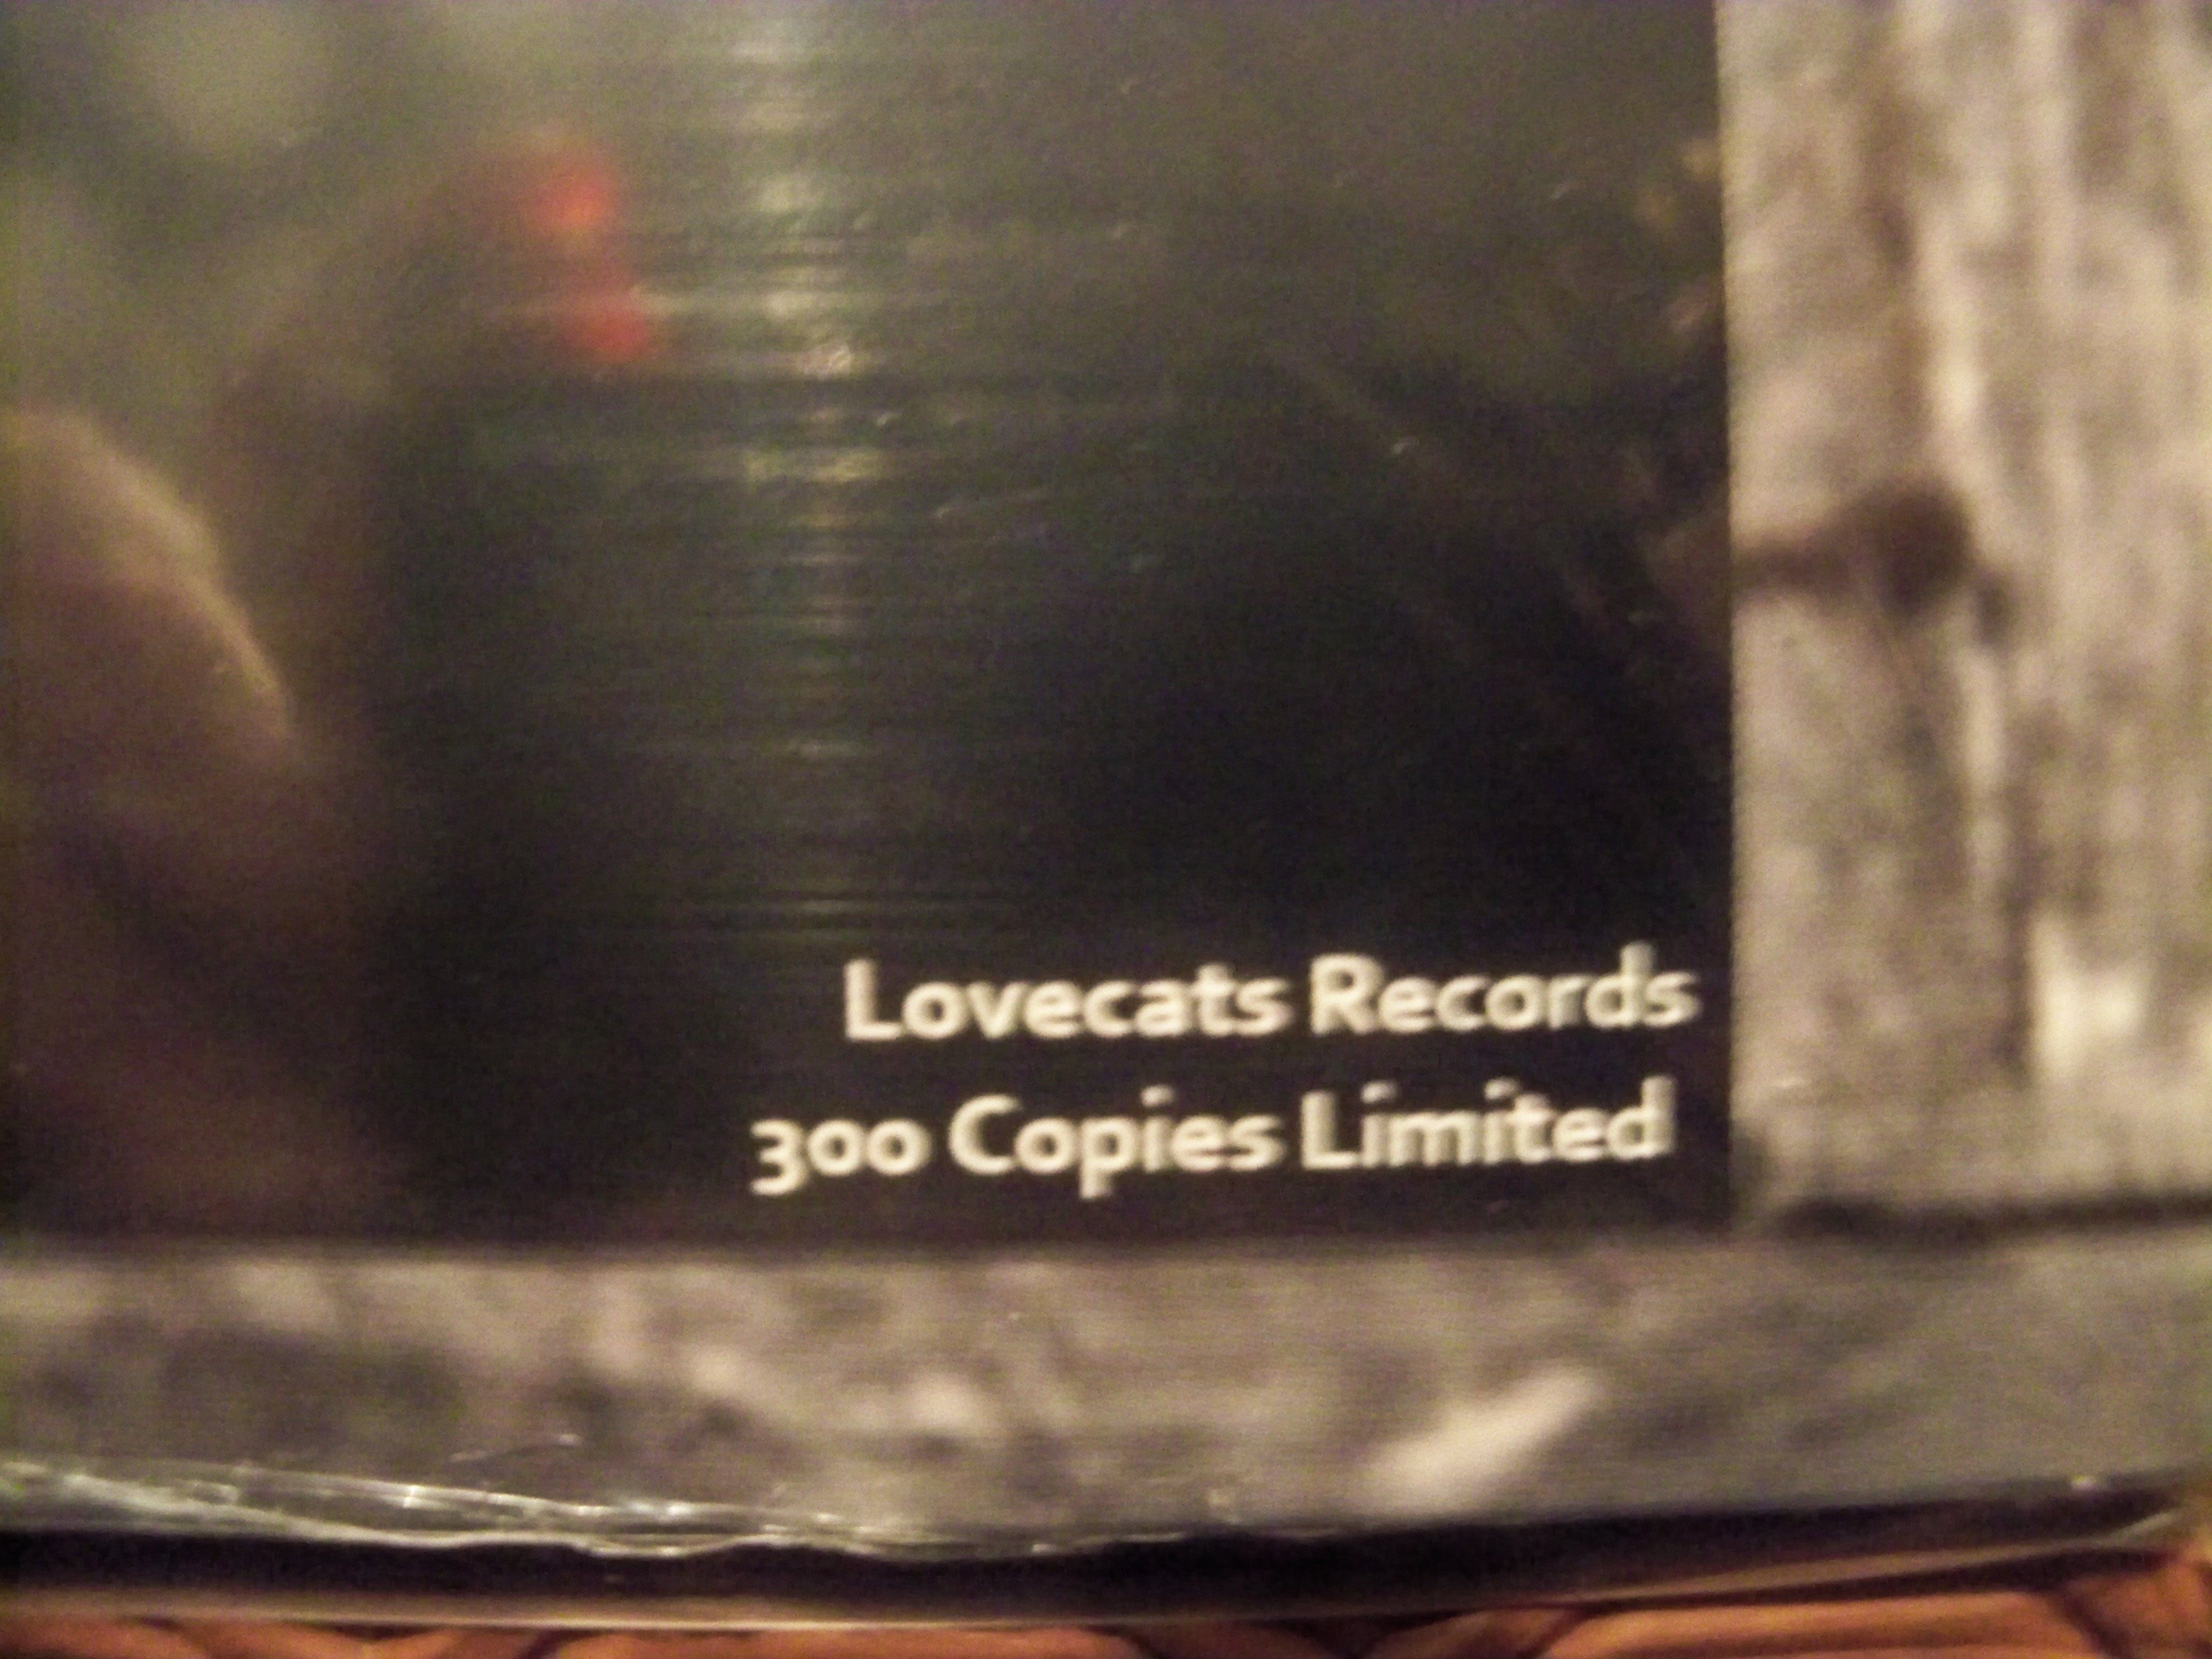 Lovecats Records
300 Copies Limited